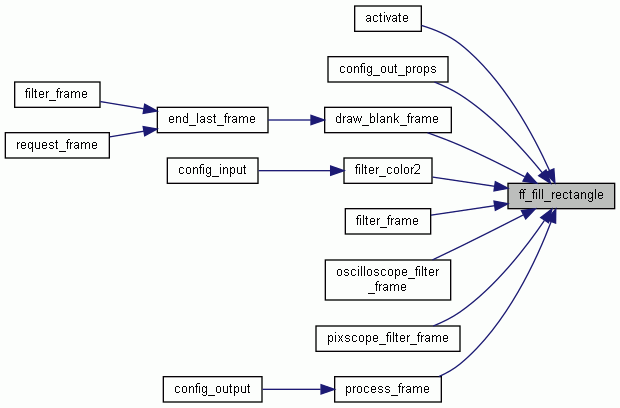 activate
config_out_props
filter_frame
end_last_frame
draw_blank_frame
request_frame
config_input
filter_color2
ff_fill_rectangle
filter_frame
oscilloscope_filter
_frame
pixscope_filter_frame
config_output
process_frame